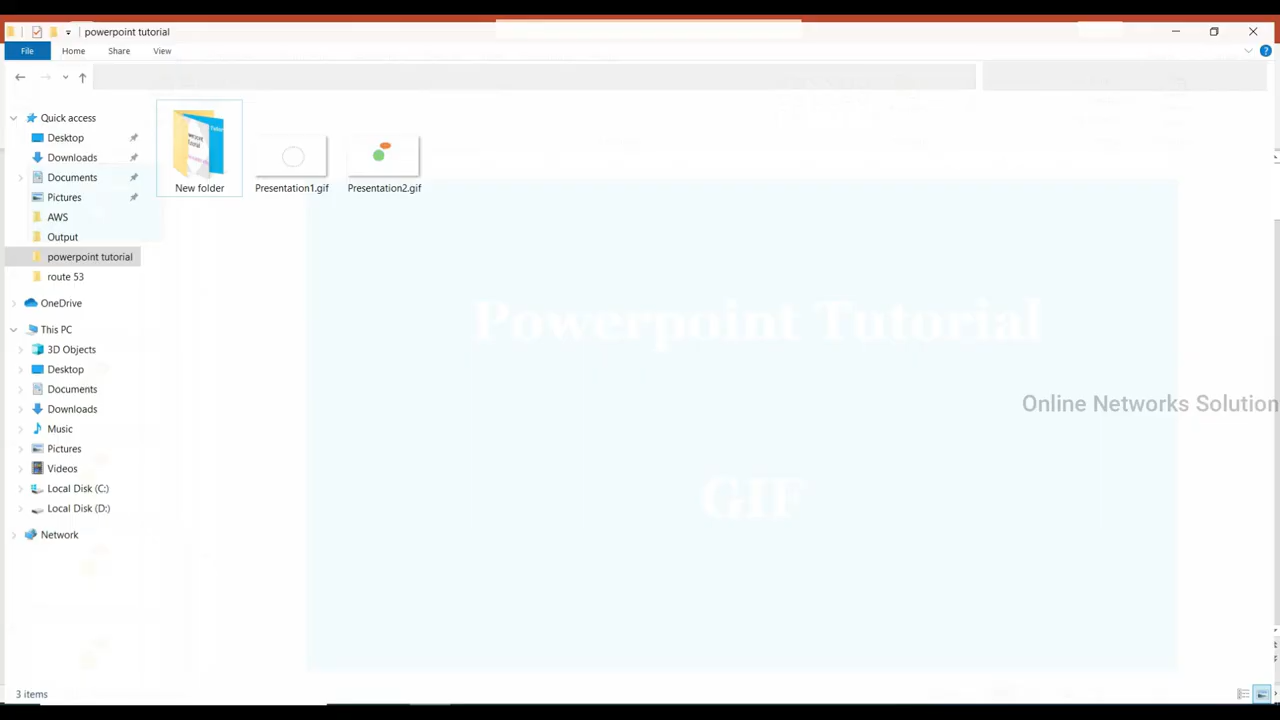 powerpoint tutorial
File Home Share View
Quick access
Desktop
Downloads
Documents
Pictures
AWS
Output
powerpoint tutorial
route 53
OneDrive
This PC
3D Objects
Desktop
Documents
Downloads
Music
Pictures
Videos
Local Disk (C:)
Local Disk (D:)
Network
New folder
Presentation1.gif
Presentation2.gif
Powerpoint Tutorial
GIF
Online Networks Solution
3 items